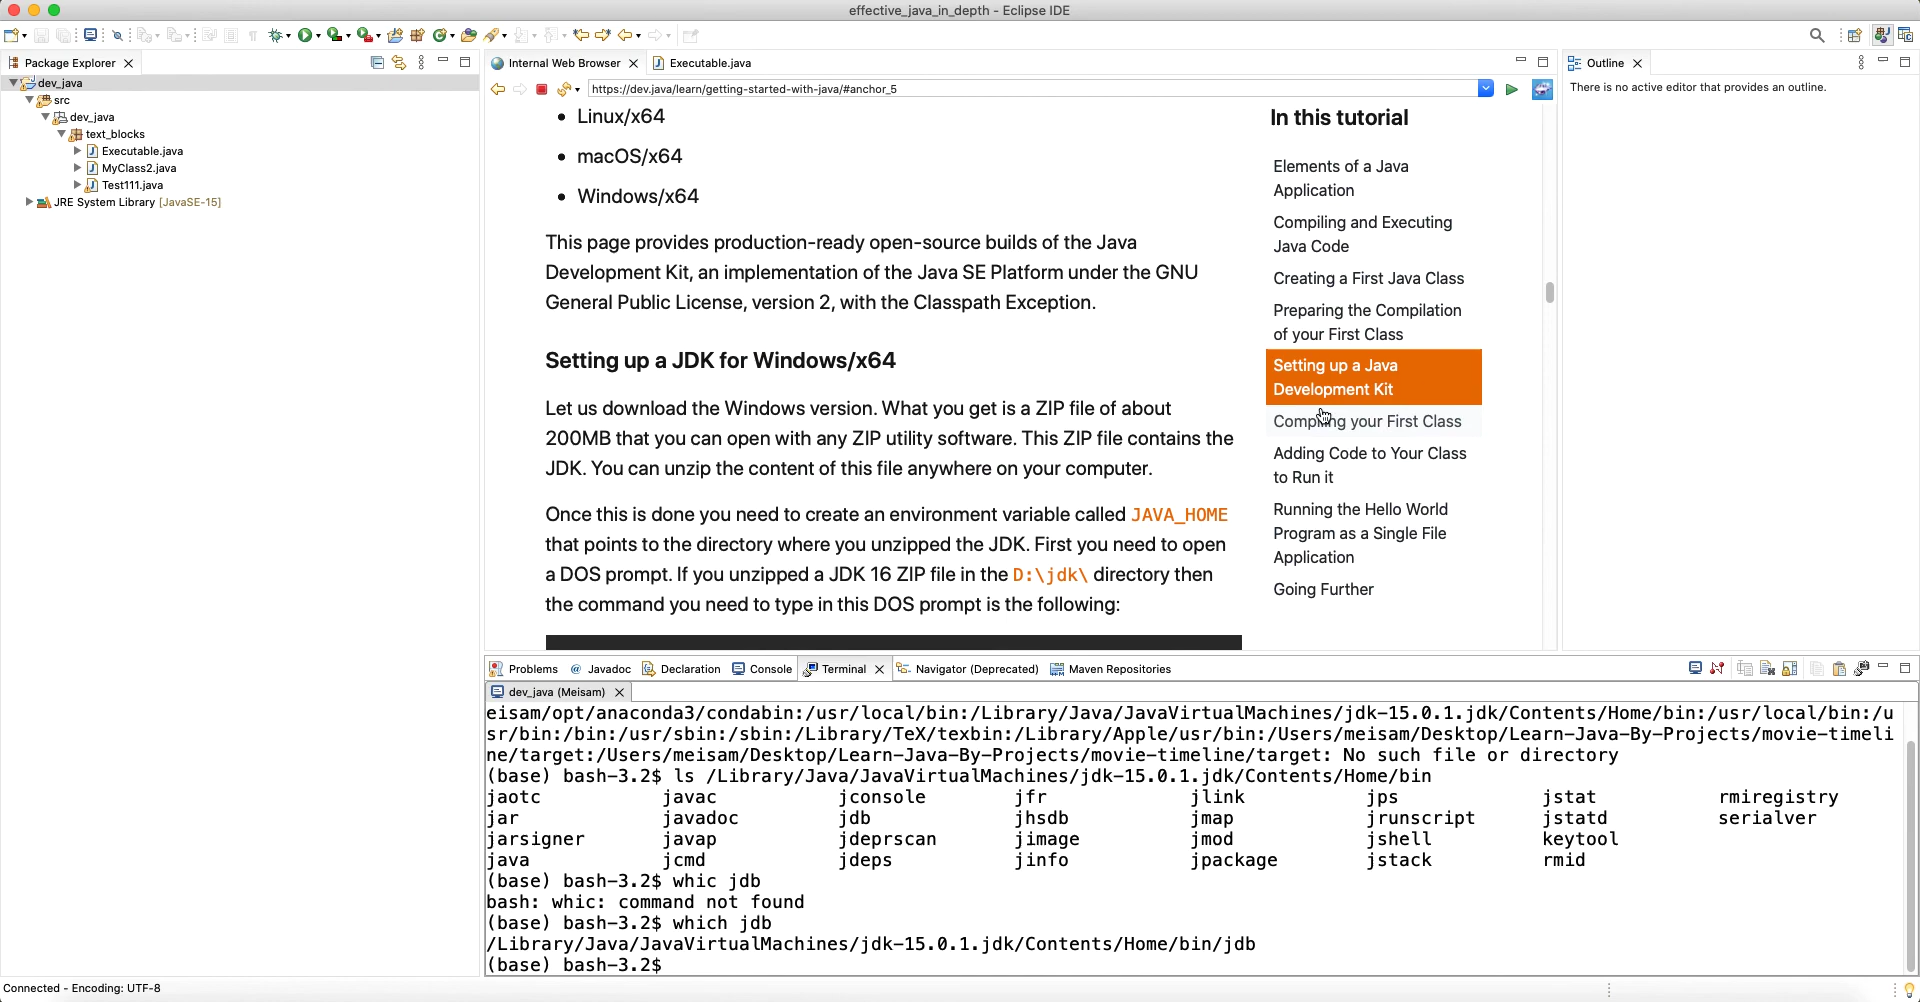 effective_java_in_depth - Eclipse IDE
Package Explorer
dev_java
src
dev_java
text_blocks
Executable.java
MyClass2.java
Test111.java
JRE System Library [JavaSE-15]
Internal Web Browser
Executable.java
https://dev.java/learn/getting-started-with-java/#anchor_5
• Linux/x64
• macOS/x64
• Windows/x64
This page provides production-ready open-source builds of the Java
Development Kit, an implementation of the Java SE Platform under the GNU
General Public License, version 2, with the Classpath Exception.
Setting up a JDK for Windows/x64
Let us download the Windows version. What you get is a ZIP file of about
200MB that you can open with any ZIP utility software. This ZIP file contains the
JDK. You can unzip the content of this file anywhere on your computer.
Once this is done you need to create an environment variable called JAVA_HOME
that points to the directory where you unzipped the JDK. First you need to open
a DOS prompt. If you unzipped a JDK 16 ZIP file in the D:\jdk\ directory then
the command you need to type in this DOS prompt is the following:
In this tutorial
Elements of a Java
Application
Compiling and Executing
Java Code
Creating a First Java Class
Preparing the Compilation
of your First Class
Setting up a Java
Development Kit
Compiling your First Class
Adding Code to Your Class
to Run it
Running the Hello World
Program as a Single File
Application
Going Further
Outline
There is no active editor that provides an outline.
Problems
@ Javadoc
Declaration
Console
Terminal
Navigator (Deprecated)
Maven Repositories
dev_java (Meisam)
eisam/opt/anaconda3/condabin:/usr/local/bin:/Library/Java/JavaVirtualMachines/jdk-15.0.1.jdk/Contents/Home/bin:/usr/local/bin:/u
sr/bin:/bin:/usr/sbin:/sbin:/Library/TeX/texbin:/Library/Apple/usr/bin:/Users/meisam/Desktop/Learn-Java-By-Projects/movie-timeli
ne/target:/Users/meisam/Desktop/Learn-Java-By-Projects/movie-timeline/target: No such file or directory
(base) bash-3.2$ ls /Library/Java/JavaVirtualMachines/jdk-15.0.1.jdk/Contents/Home/bin
jaotc javac jconsole jfr jlink jps jstat rmiregistry
jar javadoc jdb jhsdb jmap jrunscript jstatd serialver
jarsigner javap jdeprscan jimage jmod jshell keytool
java jcmd jdeps jinfo jpackage jstack rmid
(base) bash-3.2$ whic jdb
bash: whic: command not found
(base) bash-3.2$ which jdb
/Library/Java/JavaVirtualMachines/jdk-15.0.1.jdk/Contents/Home/bin/jdb
(base) bash-3.2$
Connected - Encoding: UTF-8